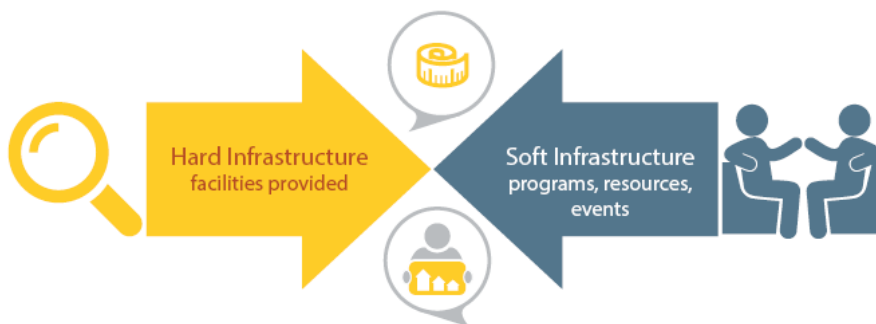 Hard Infrastructure
facilities provided
Soft Infrastructure
programs, resources,
events